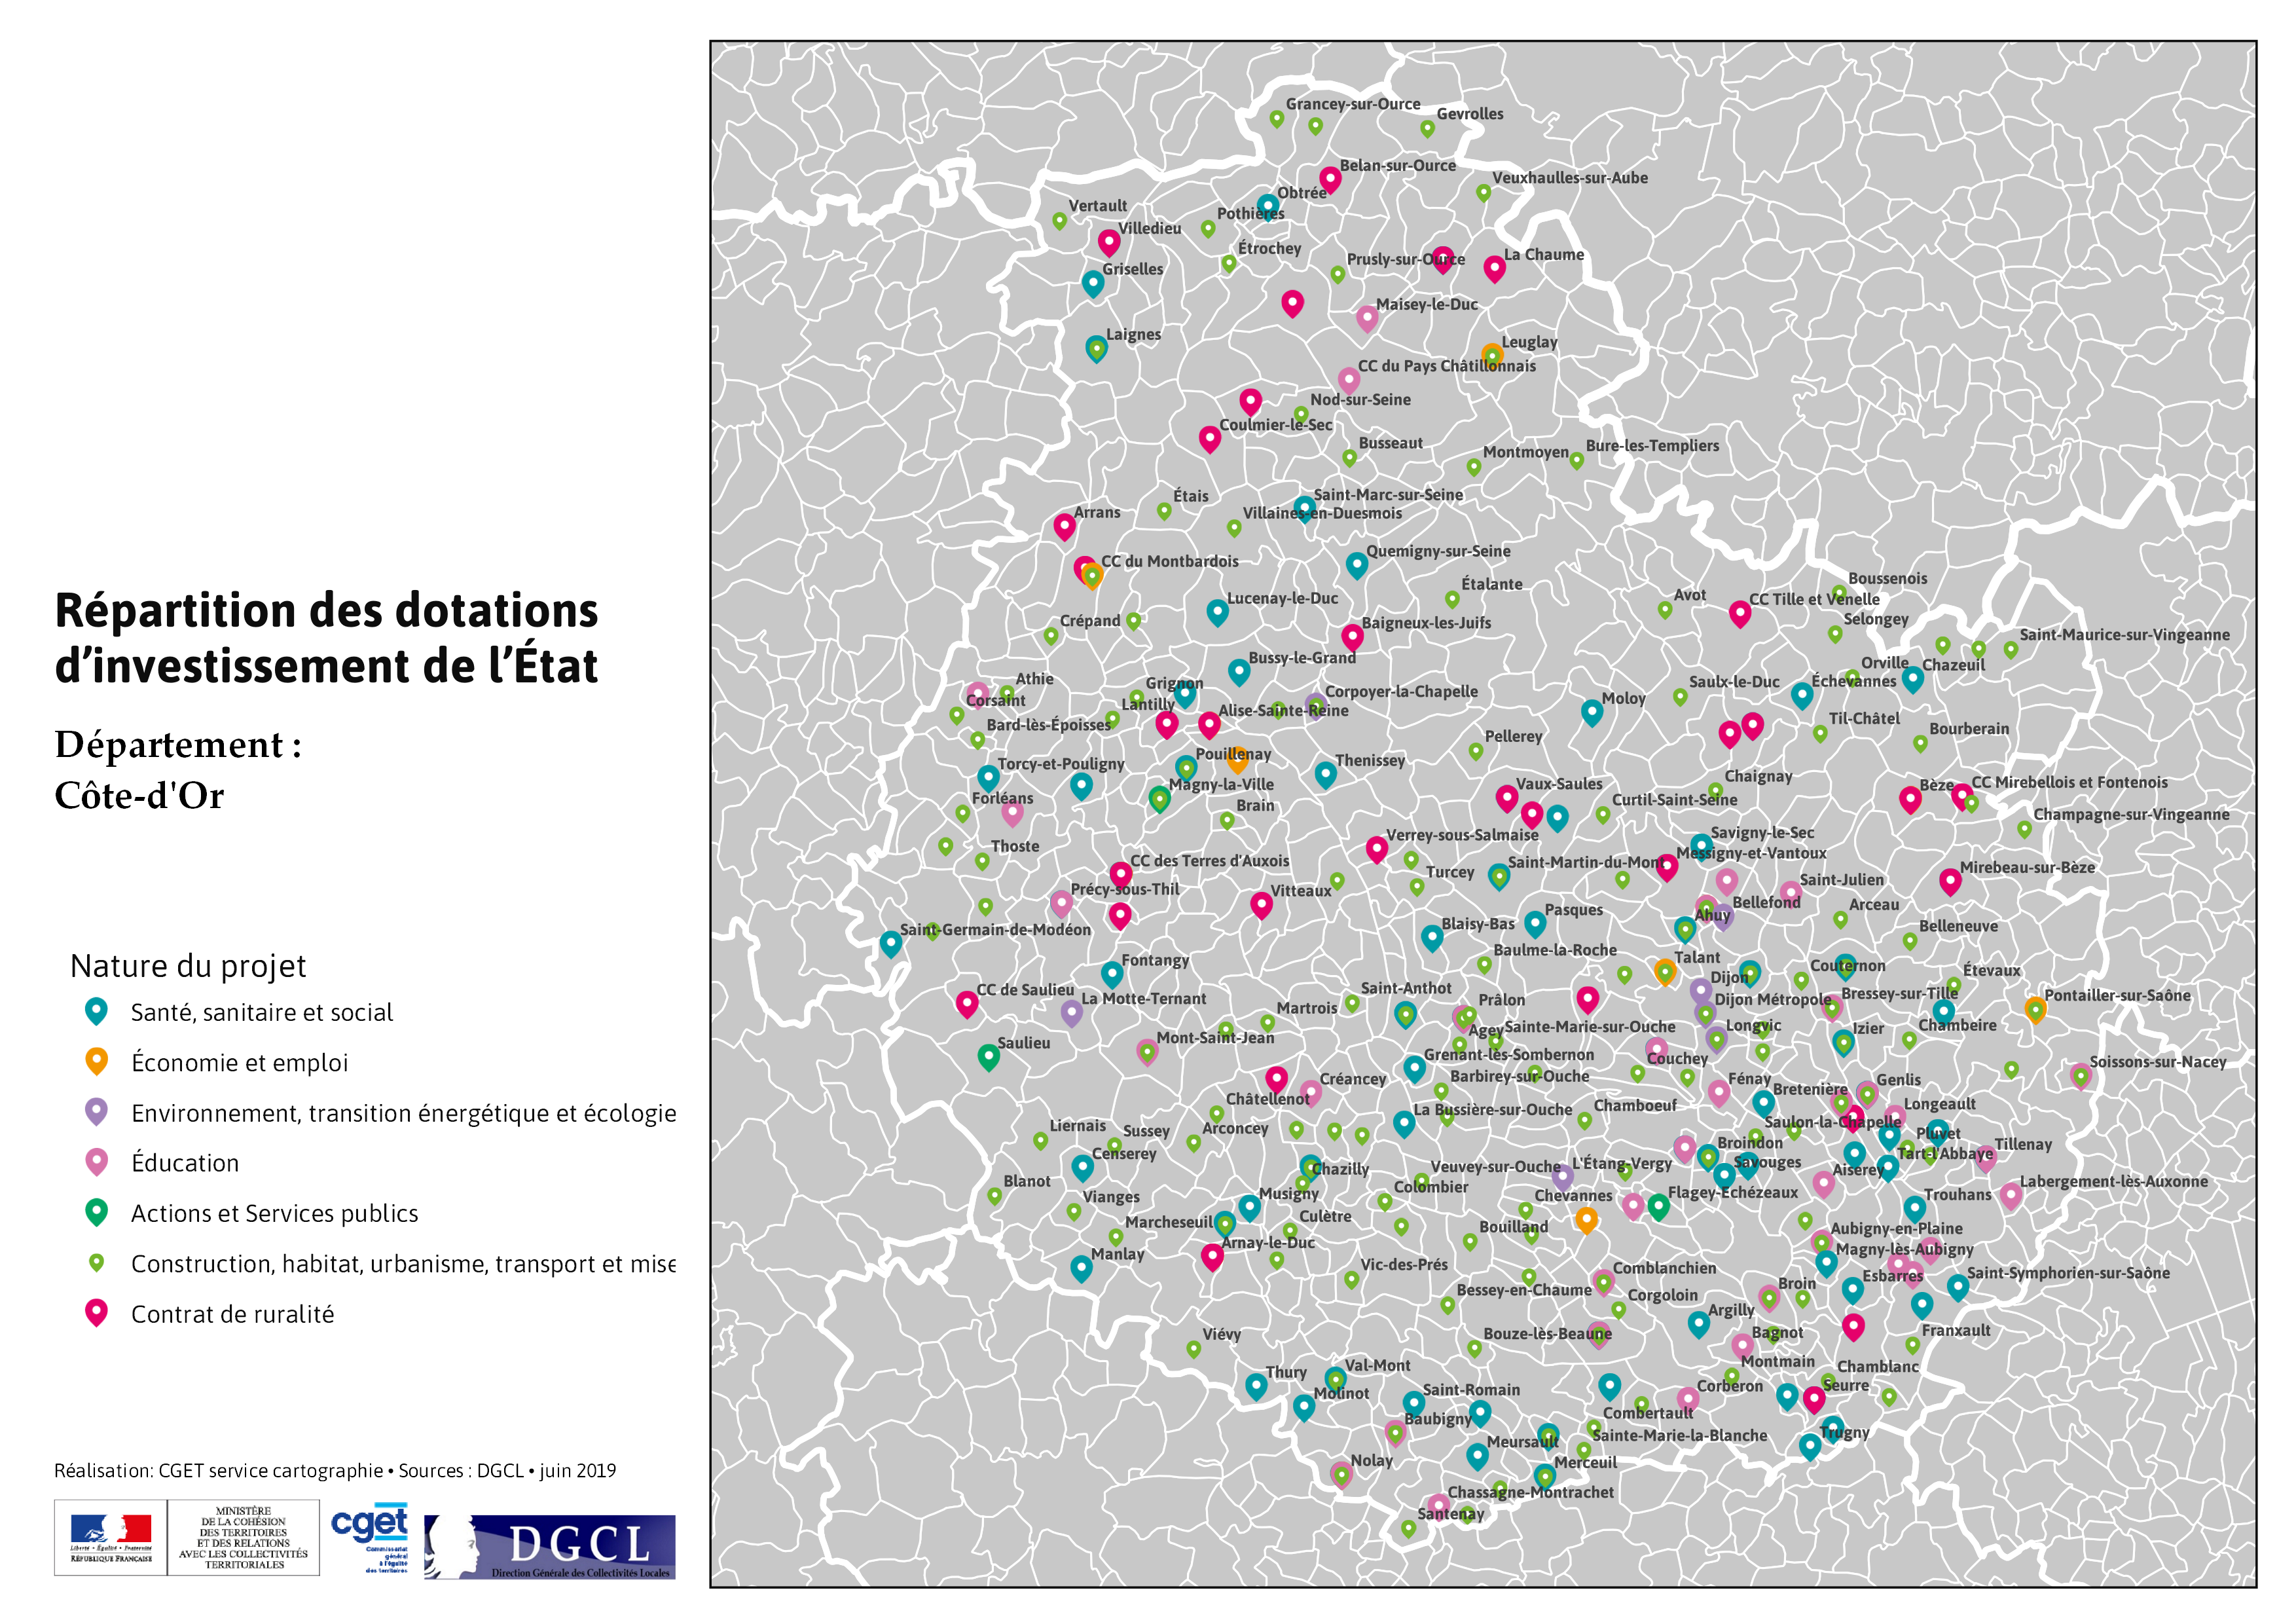 Répartition des dotations
d’investissement de l’État
Département :
Côte-d'Or
Nature du projet
Santé, sanitaire et social
Économie et emploi
Environnement, transition énergétique et écologie
Éducation
Actions et Services publics
Construction, habitat, urbanisme, transport et mise
Contrat de ruralité
Réalisation: CGET service cartographie • Sources : DGCL • juin 2019
Liberté • Égalité • Fraternité
RÉPUBLIQUE FRANÇAISE
MINISTÈRE
DE LA COHÉSION
DES TERRITOIRES
ET DES RELATIONS
AVEC LES COLLECTIVITÉS
TERRITORIALES
cget
Commissariat
général
à l'égalité
des territoires
DGCL
Direction Générale des Collectivités Locales
Grancey-sur-Ource
Gevrolles
Belan-sur-Ource
Veuxhaulles-sur-Aube
Obtrée
Vertault
Pothières
Villedieu
Étrochey
Prusly-sur-Ource
La Chaume
Griselles
Maisey-le-Duc
Laignes
Leuglay
CC du Pays Châtillonnais
Nod-sur-Seine
Coulmier-le-Sec
Busseaut
Montmoyen
Bure-les-Templiers
Étais
Saint-Marc-sur-Seine
Arrans
Villaines-en-Duesmois
Quemigny-sur-Seine
CC du Montbardois
Étalante
Boussenois
Lucenay-le-Duc
Avot
CC Tille et Venelle
Crépand
Baigneux-les-Juifs
Selongey
Saint-Maurice-sur-Vingeanne
Bussy-le-Grand
Orville
Chazeuil
Athie
Grignon
Corpoyer-la-Chapelle
Saulx-le-Duc
Échevannes
Corsaint
Lantilly
Alise-Sainte-Reine
Moloy
Bard-lès-Époisses
Til-Châtel
Bourberain
Pellerey
Pouillenay
Torcy-et-Pouligny
Thenissey
Chaignay
Magny-la-Ville
Vaux-Saules
Bèze
CC Mirebellois et Fontenois
Forléans
Brain
Curtil-Saint-Seine
Champagne-sur-Vingeanne
Verrey-sous-Salmaise
Savigny-le-Sec
Thoste
Messigny-et-Vantoux
CC des Terres d'Auxois
Saint-Martin-du-Mont
Turcey
Mirebeau-sur-Bèze
Précy-sous-Thil
Vitteaux
Saint-Julien
Bellefond
Arceau
Ahuy
Saint-Germain-de-Modéon
Blaisy-Bas
Pasques
Belleneuve
Baulme-la-Roche
Fontangy
Talant
Couternon
Étevaux
Dijon
CC de Saulieu
Saint-Anthot
La Motte-Ternant
Prâlon
Dijon Métropole
Bressey-sur-Tille
Pontailler-sur-Saône
Martrois
Agey
Sainte-Marie-sur-Ouche
Longvic
Izier
Chambeire
Mont-Saint-Jean
Saulieu
Grenant-lès-Sombernon
Couchey
Soissons-sur-Nacey
Créancey
Barbirey-sur-Ouche
Fénay
Bretenière
Genlis
Châtellenot
La Bussière-sur-Ouche
Chamboeuf
Longeault
Saulon-la-Chapelle
Liernais
Sussey
Arconcey
Broindon
Pluvet
Tillenay
Censerey
Tart-l'Abbaye
Chazilly
Veuvey-sur-Ouche
L'Étang-Vergy
Savouges
Aiserey
Blanot
Colombier
Labergement-lès-Auxonne
Vianges
Musigny
Chevannes
Flagey-Echézeaux
Trouhans
Marcheseuil
Culètre
Bouilland
Aubigny-en-Plaine
Arnay-le-Duc
Magny-lès-Aubigny
Manlay
Vic-des-Prés
Comblanchien
Esbarres
Saint-Symphorien-sur-Saône
Bessey-en-Chaume
Corgoloin
Broin
Argilly
Viévy
Bouze-lès-Beaune
Bagnot
Franxault
Thury
Val-Mont
Montmain
Chamblanc
Molinot
Saint-Romain
Corberon
Seurre
Baubigny
Combertault
Meursault
Sainte-Marie-la-Blanche
Trugny
Nolay
Merceuil
Chassagne-Montrachet
Santenay